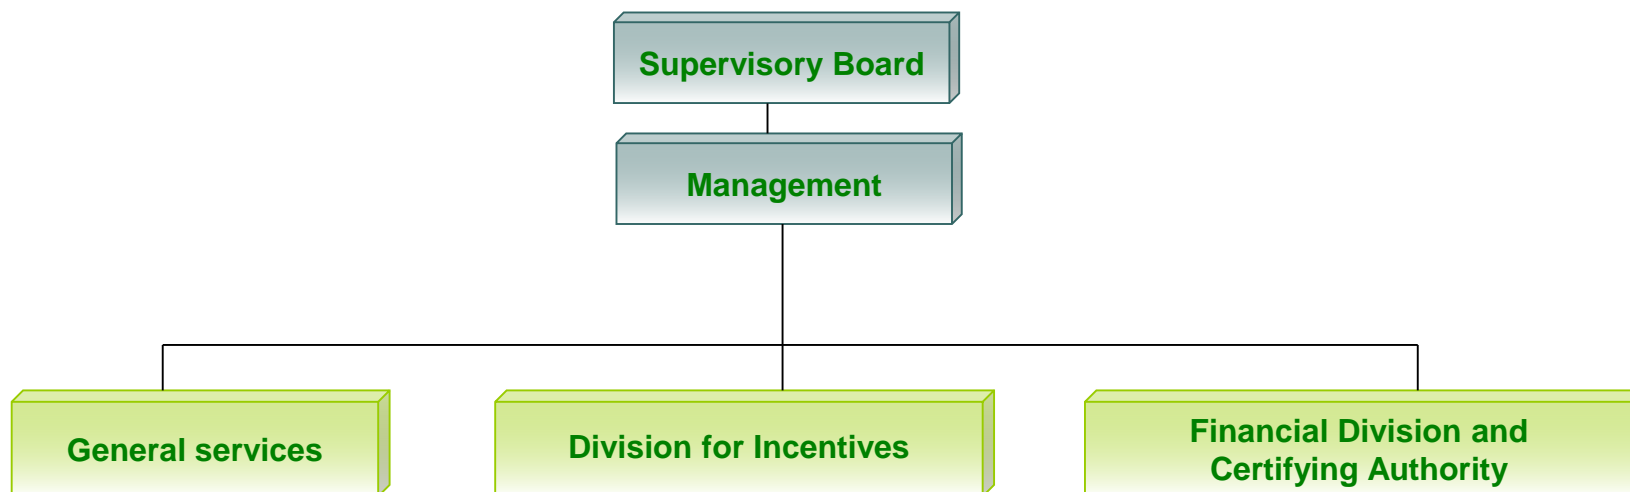 Supervisory Board
Management
General services
Division for Incentives
Financial Division and
Certifying Authority